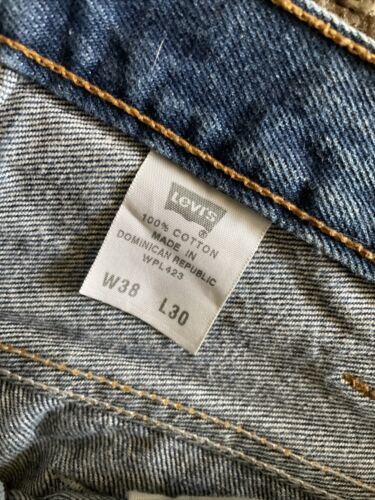 Levi's
®
100% COTTON
MADE IN
DOMINICAN REPUBLIC
WPL423
W38 L30